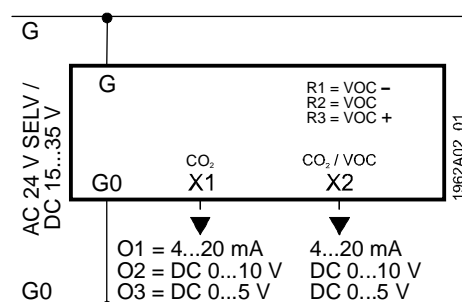 G
G
AC 24 V SELV /
DC 15...35 V
R1 = VOC –
R2 = VOC
R3 = VOC +
CO₂
CO₂ / VOC
G0
X1
X2
1962A02_01
O1 = 4...20 mA
4...20 mA
O2 = DC 0...10 V
DC 0...10 V
G0
O3 = DC 0...5 V
DC 0...5 V